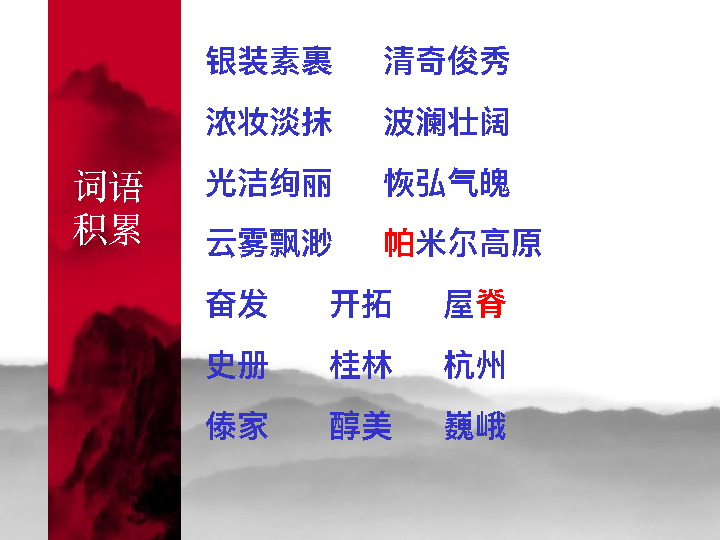 词语
积累
银装素裹 清奇俊秀
浓妆淡抹 波澜壮阔
光洁绚丽 恢弘气魄
云雾飘渺 帕米尔高原
奋发 开拓 屋脊
史册 桂林 杭州
傣家 醇美 巍峨